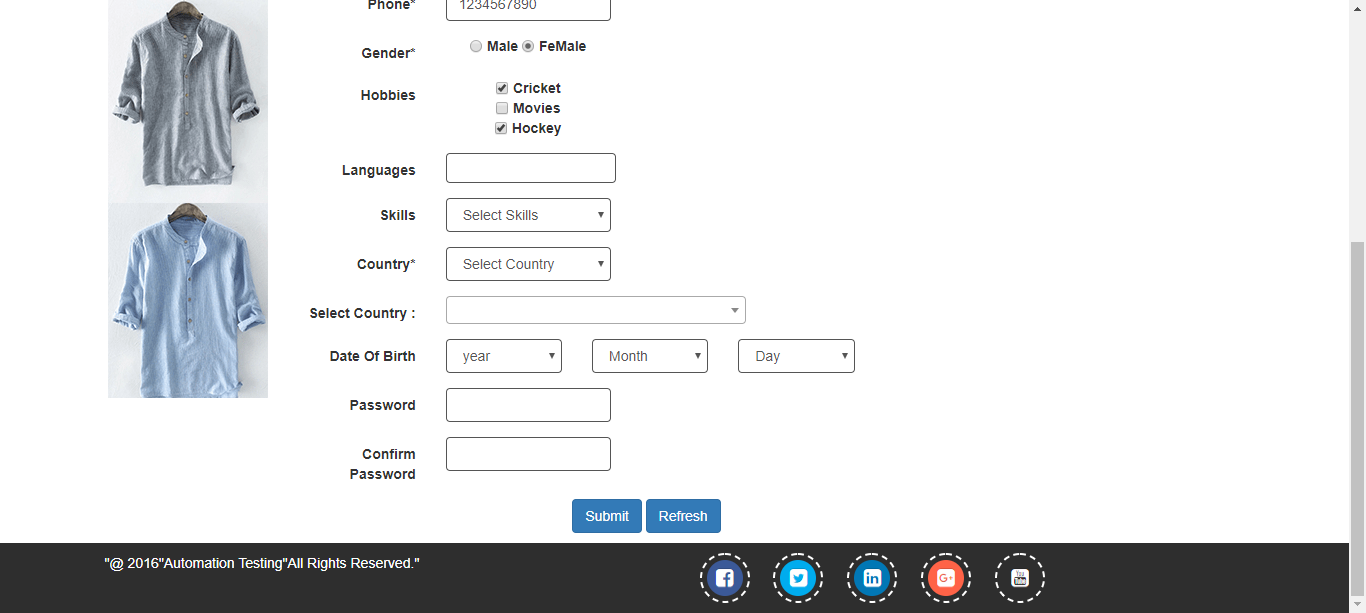 Phone* 1234567890
Gender* Male FeMale
Hobbies Cricket
Movies
Hockey
Languages
Skills Select Skills
Country* Select Country
Select Country :
Date Of Birth year Month Day
Password
Confirm
Password
Submit Refresh
"@ 2016"Automation Testing"All Rights Reserved."
f in G+ You Tube